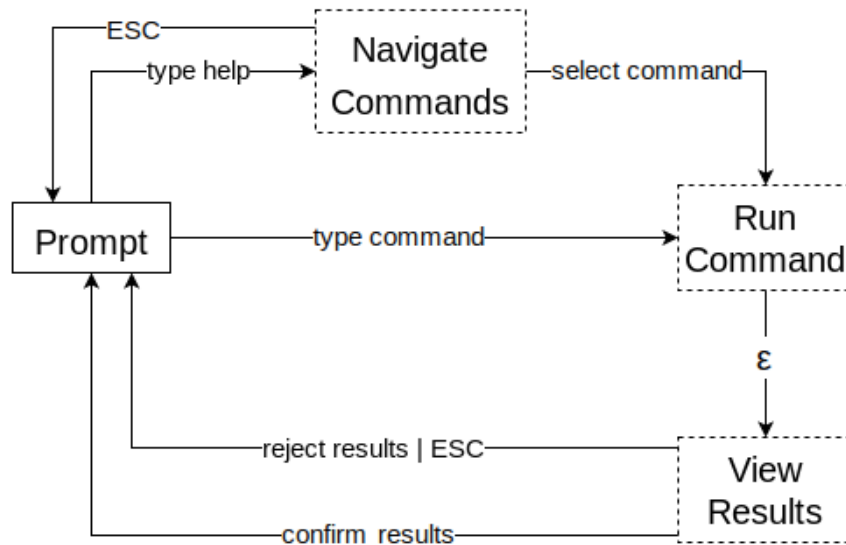 ESC
type help
Navigate
Commands
select command
Prompt
type command
Run
Command
ε
reject results | ESC
confirm results
View
Results